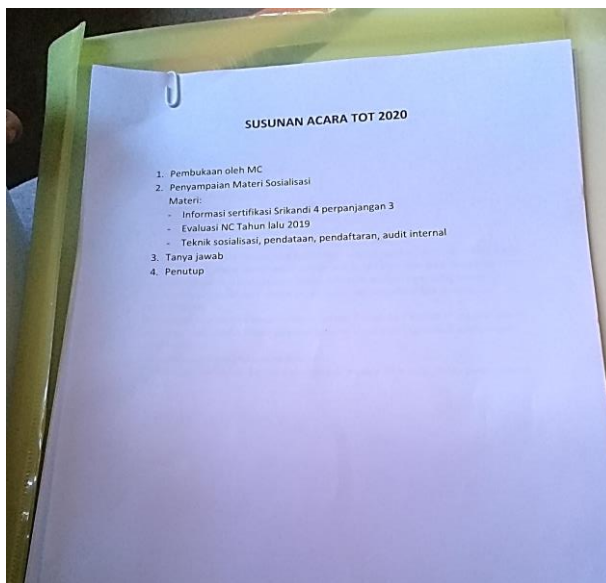 SUSUNAN ACARA TOT 2020
1. Pembukaan oleh MC
2. Penyampaian Materi Sosialisasi
Materi:
- Informasi sertifikasi Srikandi 4 perpanjangan 3
- Evaluasi NC Tahun lalu 2019
- Teknik sosialisasi, pendataan, pendaftaran, audit internal
3. Tanya jawab
4. Penutup